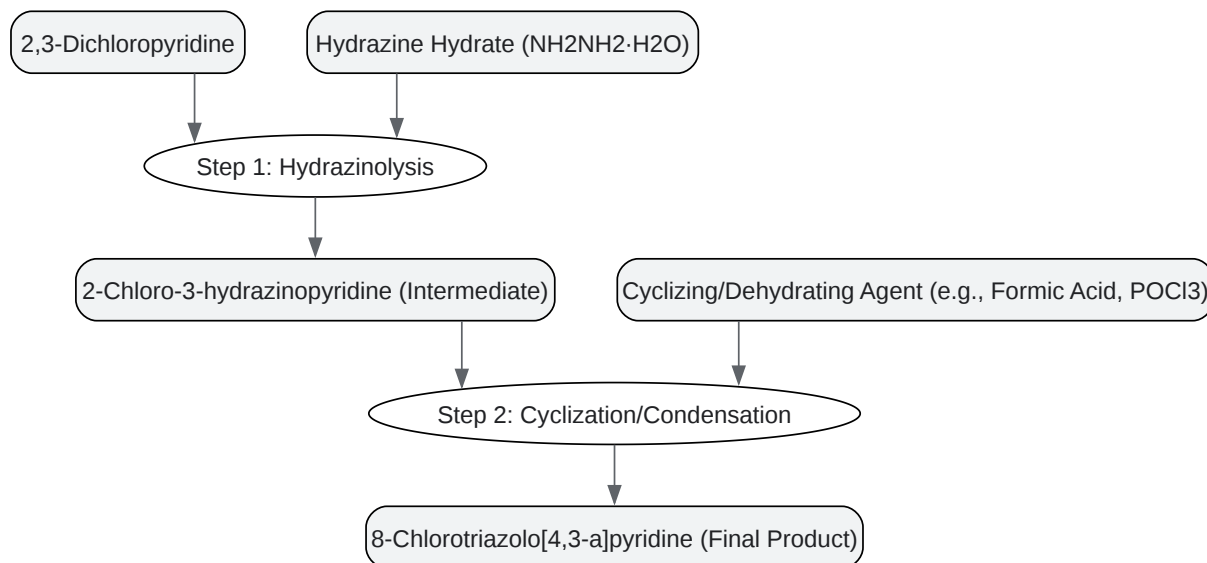 2,3-Dichloropyridine
Hydrazine Hydrate (NH2NH2·H2O)
Step 1: Hydrazinolysis
2-Chloro-3-hydrazinopyridine (Intermediate)
Cyclizing/Dehydrating Agent (e.g., Formic Acid, POCl3)
Step 2: Cyclization/Condensation
8-Chlorotriazolo[4,3-a]pyridine (Final Product)